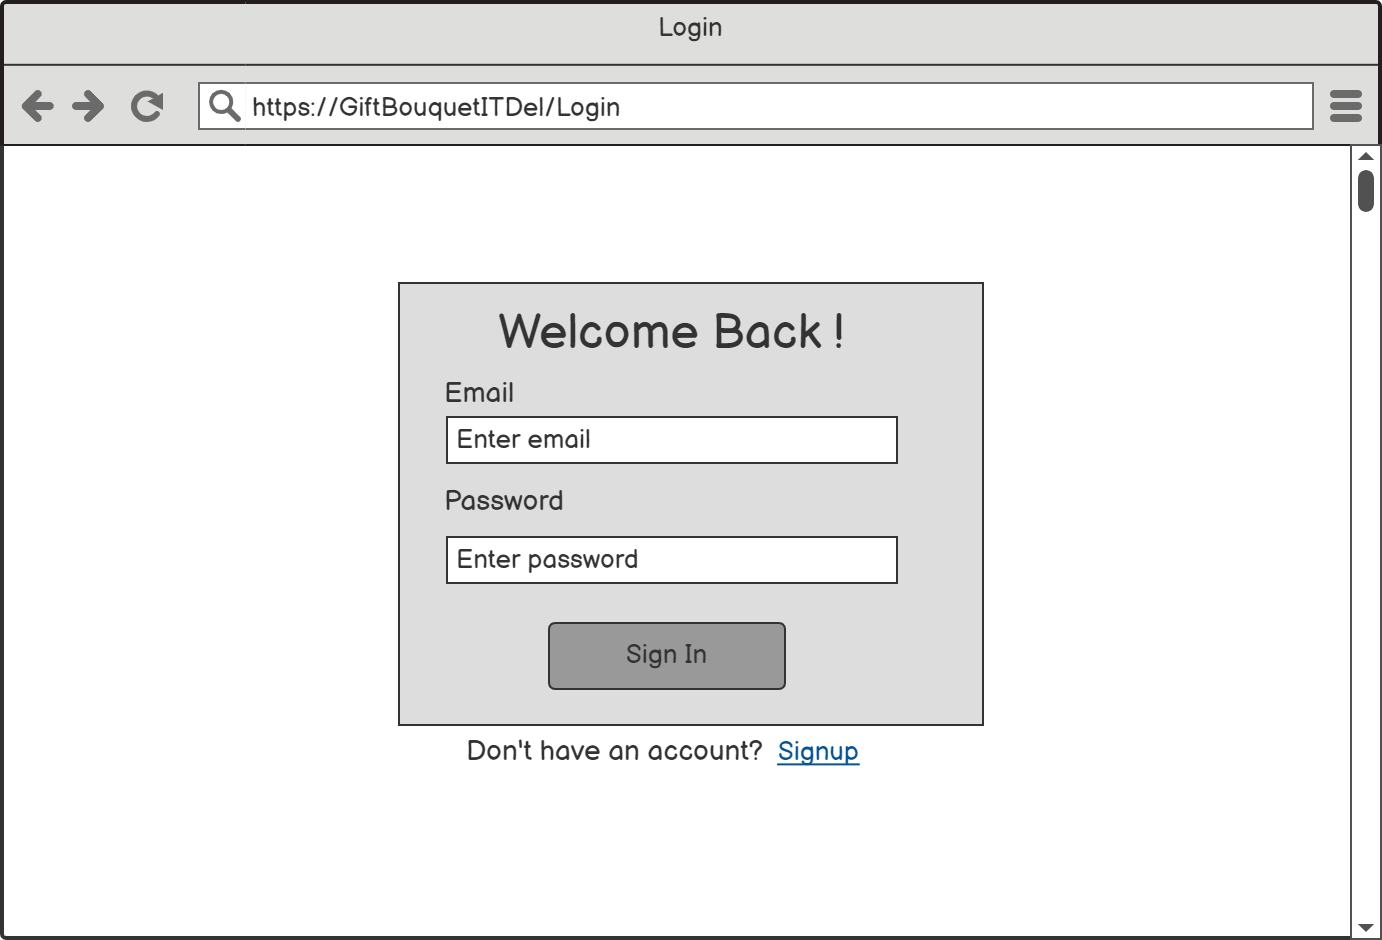 Login
https://GiftBouquetITDel/Login
Welcome Back !
Email
Enter email
Password
Enter password
Sign In
Don't have an account? Signup